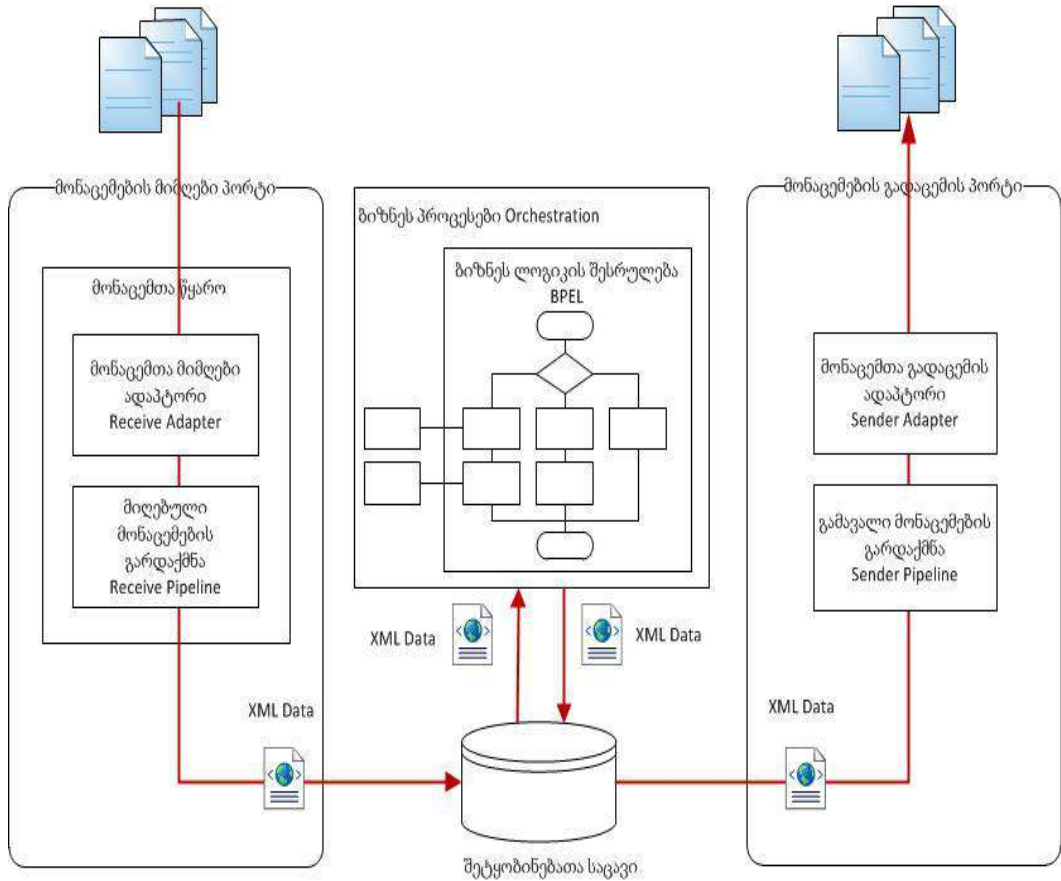 მონაცემების მიმღები პორტი
მონაცემთა წყარო
მონაცემთა მიმღები
ადაპტორი
Receive Adapter
მიღებული
მონაცემების
გარდაქმნა
Receive Pipeline
XML Data
ბიზნეს პროცესები Orchestration
ბიზნეს ლოგიკის შესრულება
BPEL
XML Data
XML Data
შეტყობინებათა საცავი
მონაცემების გადაცემის პორტი
მონაცემთა გადაცემის
ადაპტორი
Sender Adapter
გამავალი მონაცემების
გარდაქმნა
Sender Pipeline
XML Data